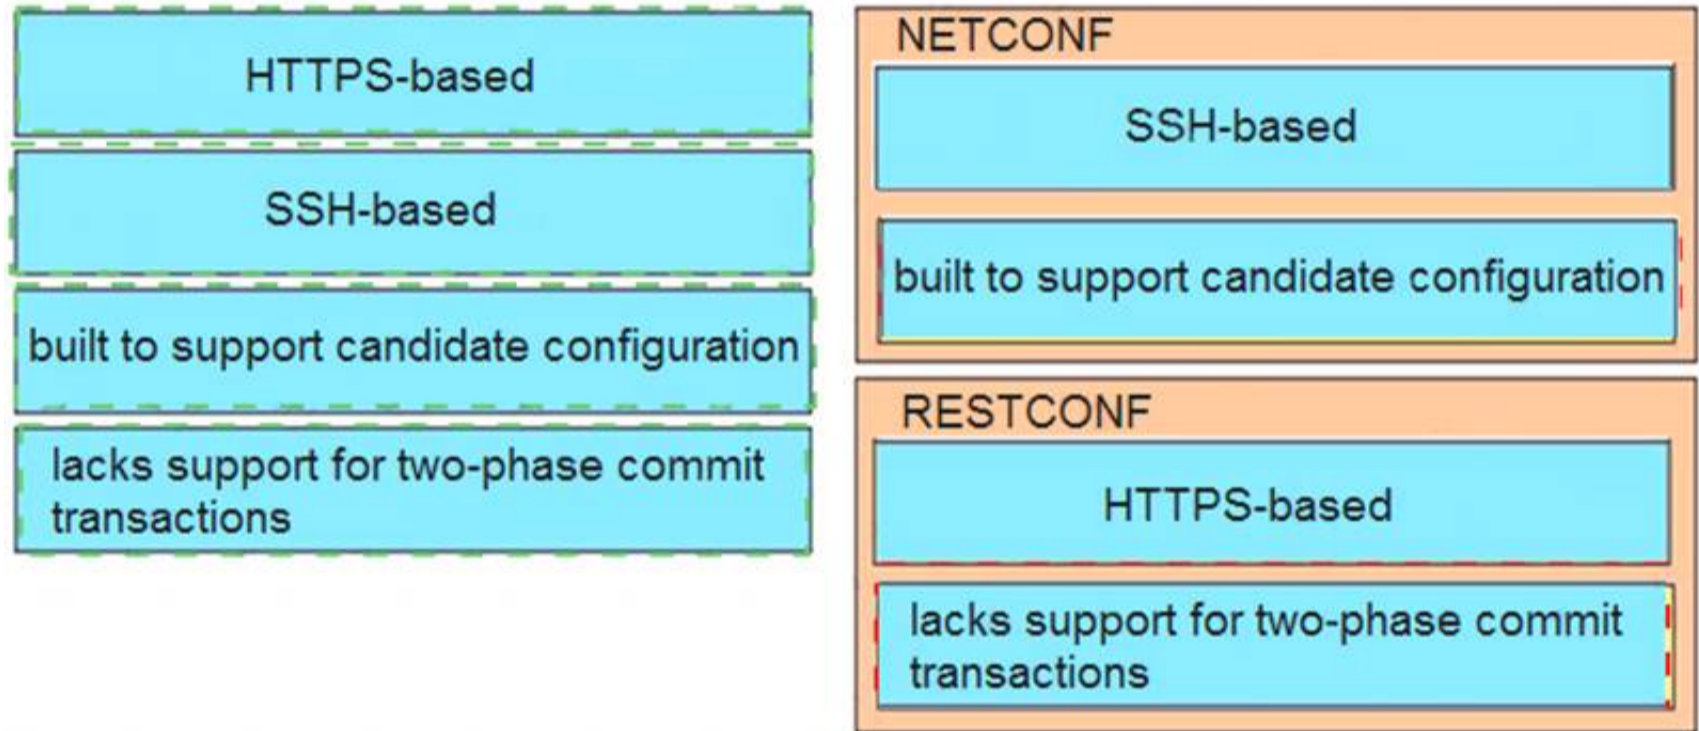 HTTPS-based
SSH-based
built to support candidate configuration
lacks support for two-phase commit
transactions
NETCONF
SSH-based
built to support candidate configuration
RESTCONF
HTTPS-based
lacks support for two-phase commit
transactions